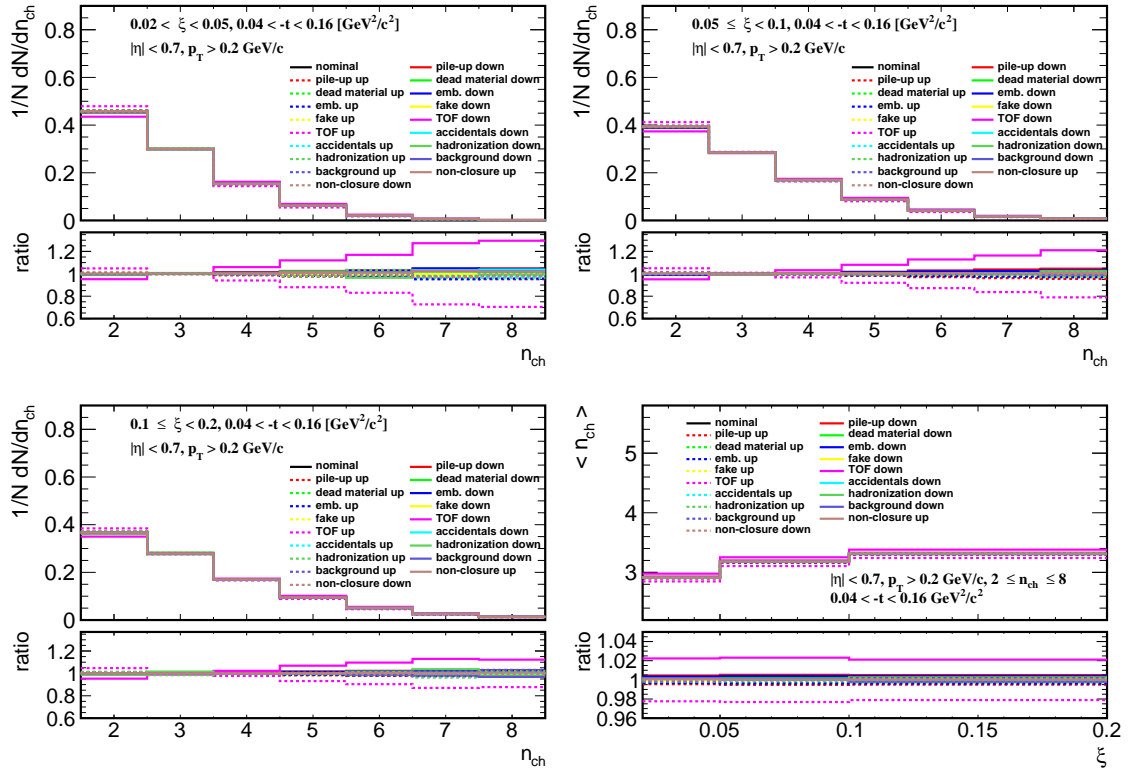 1/N dN/dn_ch
0.02 < ξ < 0.05, 0.04 < -t < 0.16 [GeV²/c²]
|η| < 0.7, p_T > 0.2 GeV/c
nominal
pile-up down
pile-up up
dead material down
dead material up
emb. down
emb. up
fake down
fake up
TOF down
TOF up
accidentals down
accidentals up
hadronization down
hadronization up
background down
background up
non-closure up
non-closure down
0.8
0.6
0.4
0.2
0
ratio
1.2
1
0.8
0.6
2 3 4 5 6 7 8
n_ch
1/N dN/dn_ch
0.05 ≤ ξ < 0.1, 0.04 < -t < 0.16 [GeV²/c²]
|η| < 0.7, p_T > 0.2 GeV/c
nominal
pile-up down
pile-up up
dead material down
dead material up
emb. down
emb. up
fake down
fake up
TOF down
TOF up
accidentals down
accidentals up
hadronization down
hadronization up
background down
background up
non-closure up
non-closure down
0.8
0.6
0.4
0.2
0
ratio
1.2
1
0.8
0.6
2 3 4 5 6 7 8
n_ch
1/N dN/dn_ch
0.1 ≤ ξ < 0.2, 0.04 < -t < 0.16 [GeV²/c²]
|η| < 0.7, p_T > 0.2 GeV/c
nominal
pile-up down
pile-up up
dead material down
dead material up
emb. down
emb. up
fake down
fake up
TOF down
TOF up
accidentals down
accidentals up
hadronization down
hadronization up
background down
background up
non-closure up
non-closure down
0.8
0.6
0.4
0.2
0
ratio
1.2
1
0.8
0.6
2 3 4 5 6 7 8
n_ch
< n_ch >
nominal
pile-up down
pile-up up
dead material down
dead material up
emb. down
emb. up
fake down
fake up
TOF down
TOF up
accidentals down
accidentals up
hadronization down
hadronization up
background down
background up
non-closure up
non-closure down
5
4
3
|η| < 0.7, p_T > 0.2 GeV/c, 2 ≤ n_ch ≤ 8
0.04 < -t < 0.16 GeV²/c²
ratio
1.04
1.02
1
0.98
0.96
0.05 0.1 0.15 0.2
ξ